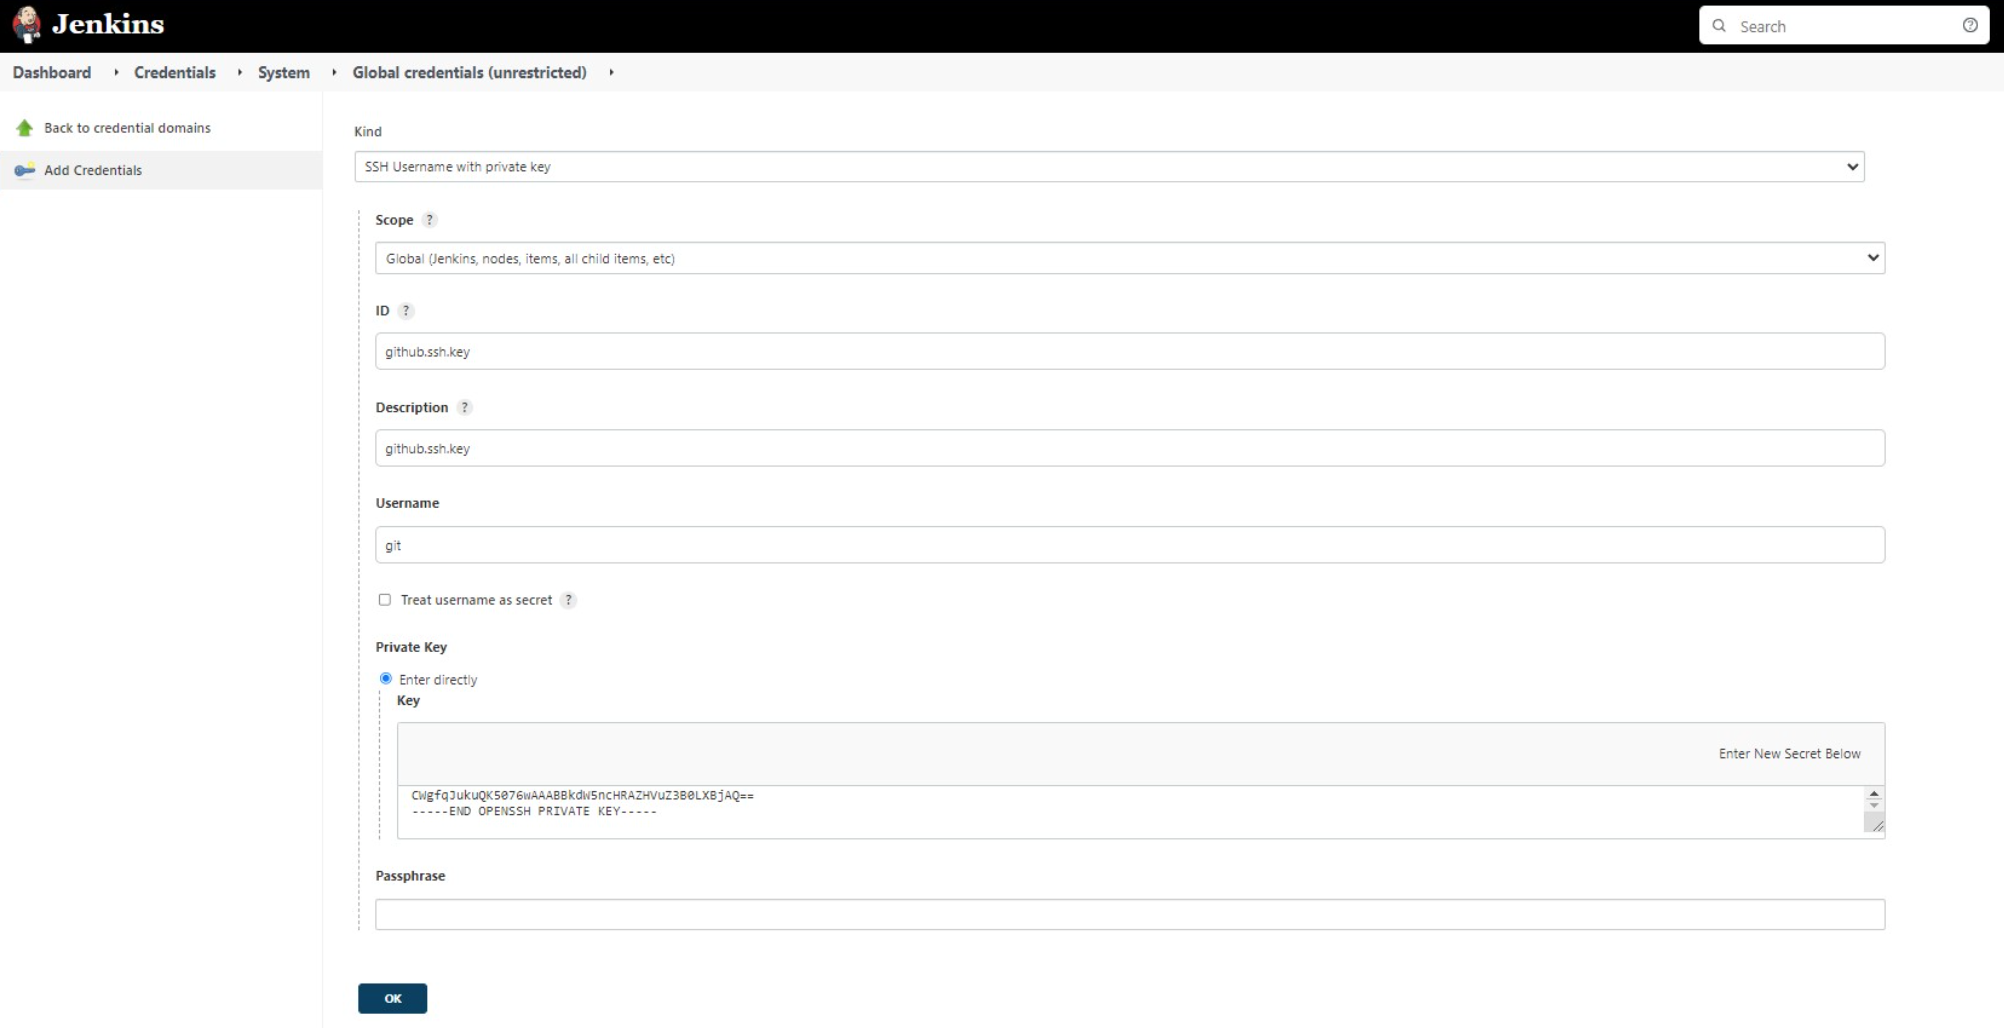 Jenkins
Search
Dashboard Credentials System Global credentials (unrestricted)
Back to credential domains
Add Credentials
Kind
SSH Username with private key
Scope ?
Global (Jenkins, nodes, items, all child items, etc)
ID ?
github.ssh.key
Description ?
github.ssh.key
Username
git
Treat username as secret ?
Private Key
Enter directly
Key
Enter New Secret Below
CWgfqJukuQK5076wAAABBkdW5ncHRAZHVuZ3B0LXBjAQ==
-----END OPENSSH PRIVATE KEY-----
Passphrase
OK